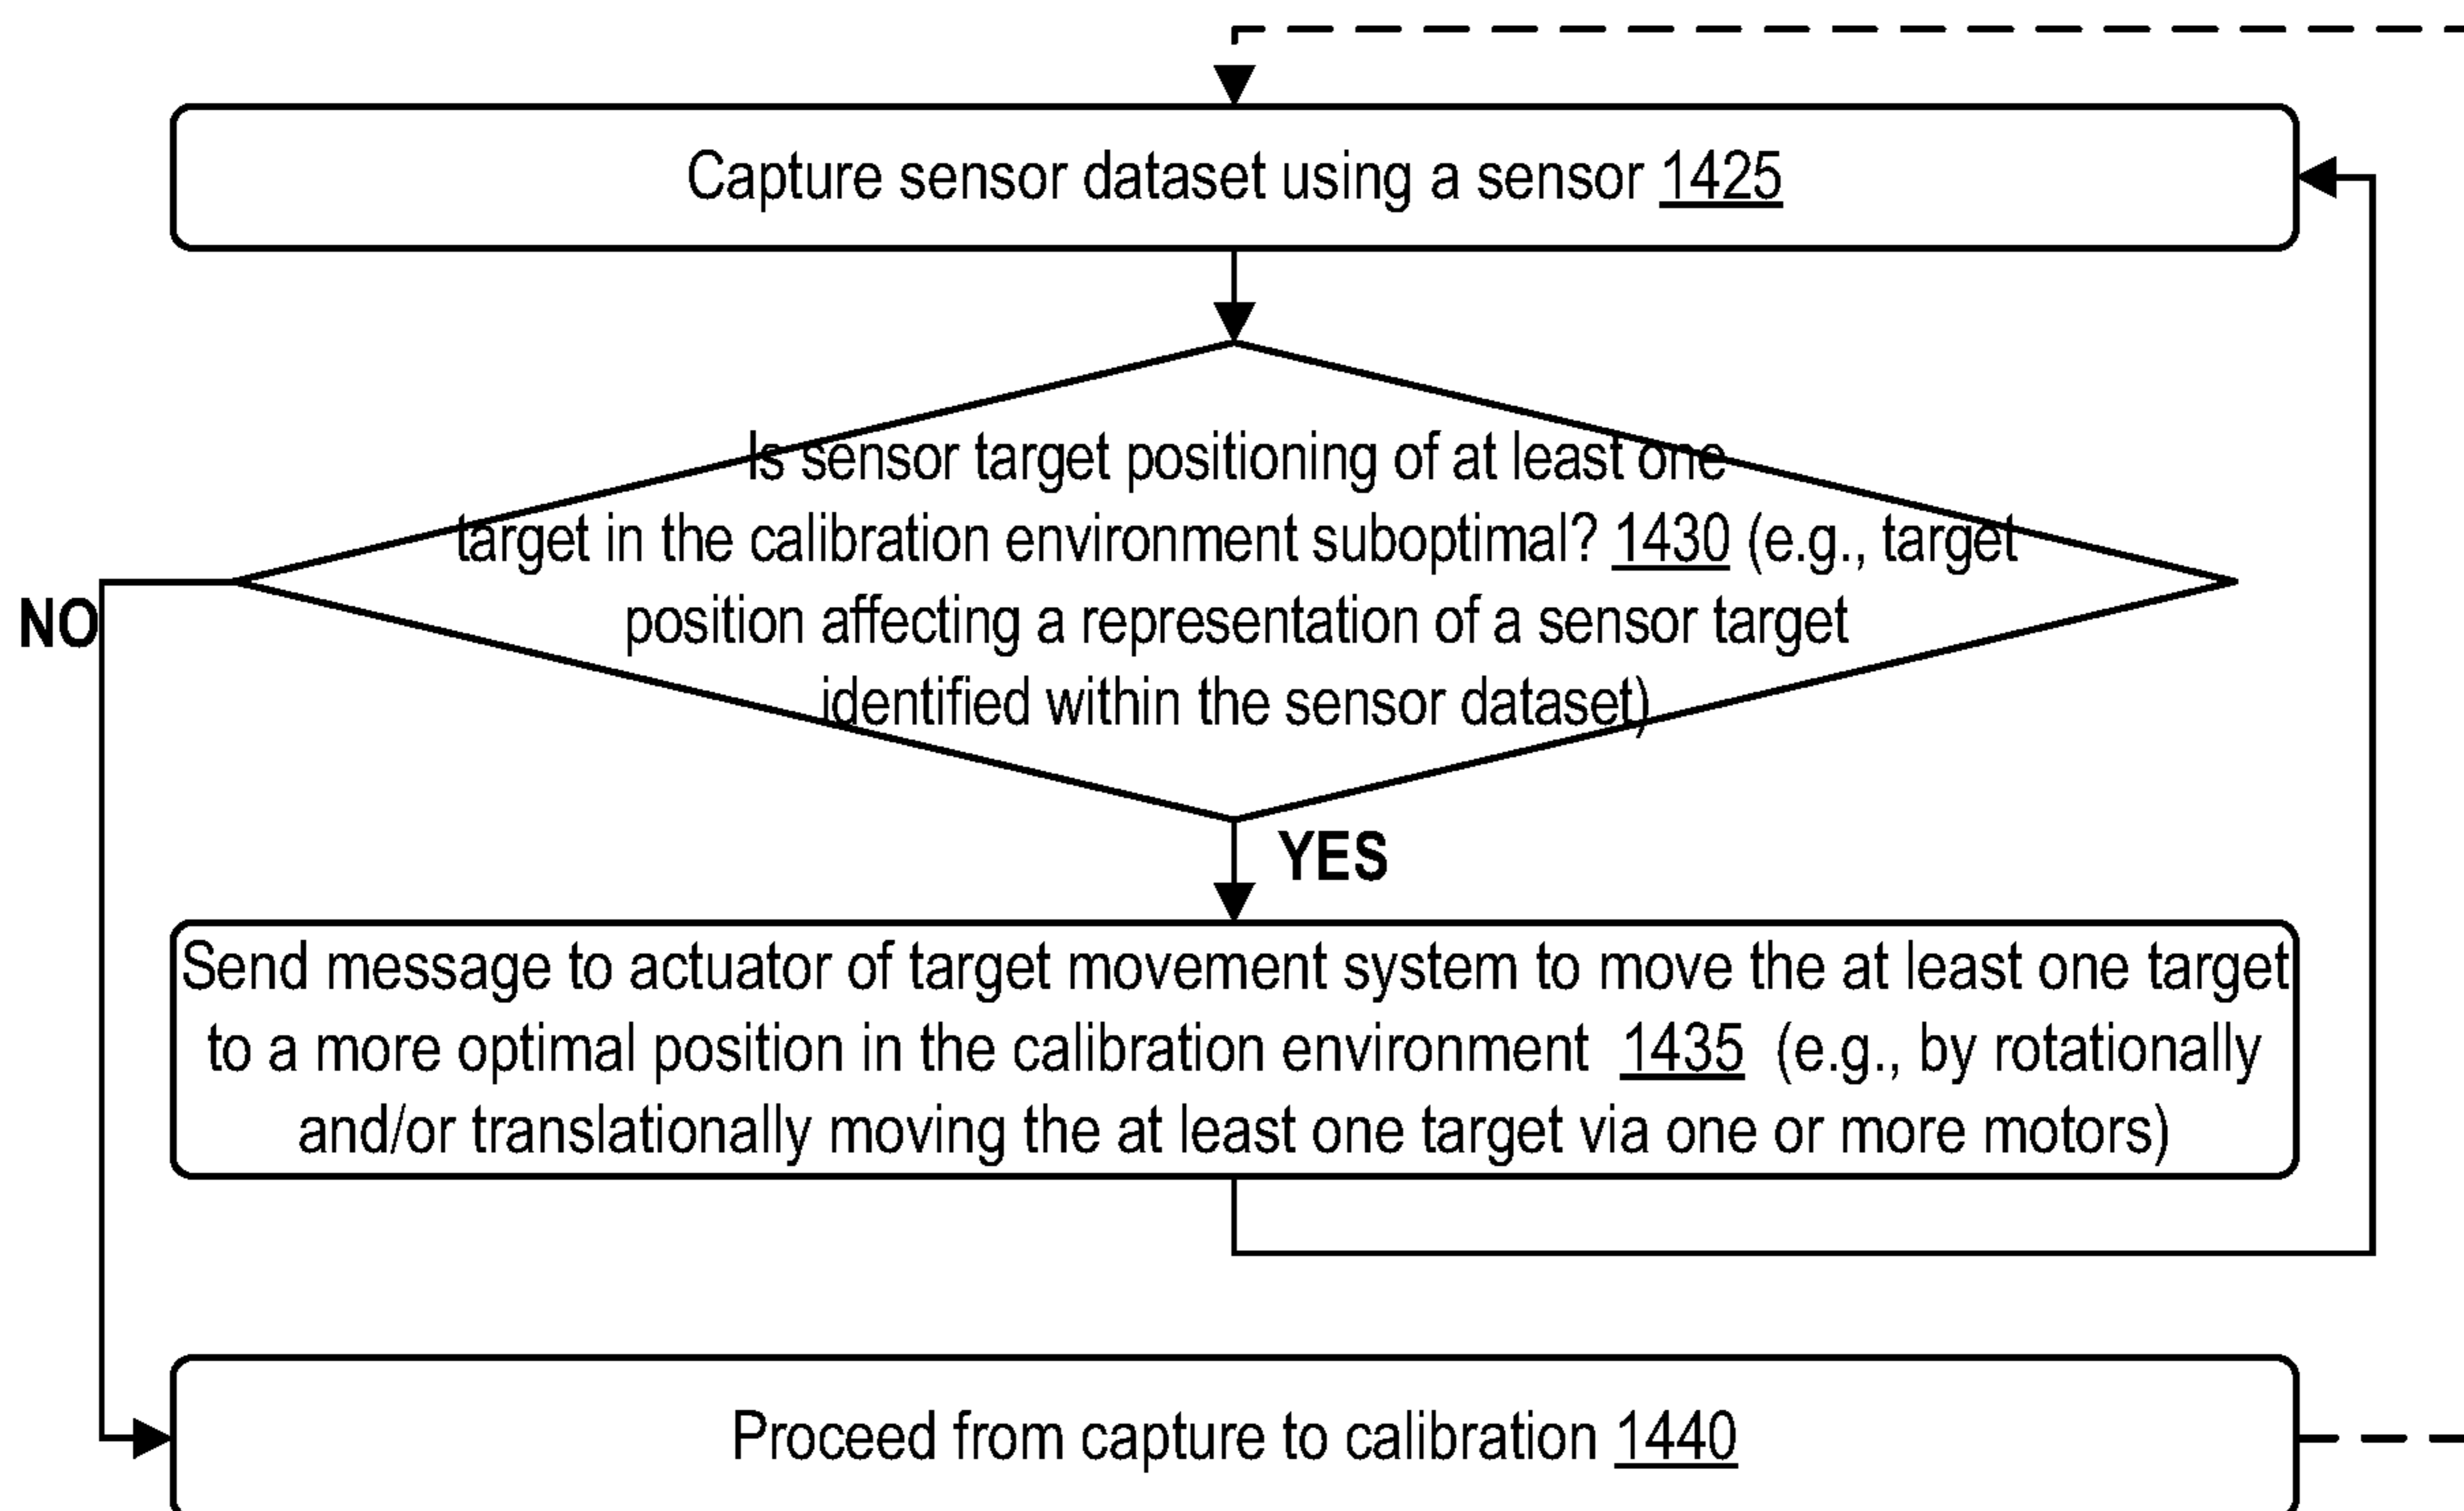 Capture sensor dataset using a sensor 1425
Is sensor target positioning of at least one
target in the calibration environment suboptimal? 1430 (e.g., target
position affecting a representation of a sensor target
identified within the sensor dataset)
NO
YES
Send message to actuator of target movement system to move the at least one target
to a more optimal position in the calibration environment 1435 (e.g., by rotationally
and/or translationally moving the at least one target via one or more motors)
Proceed from capture to calibration 1440